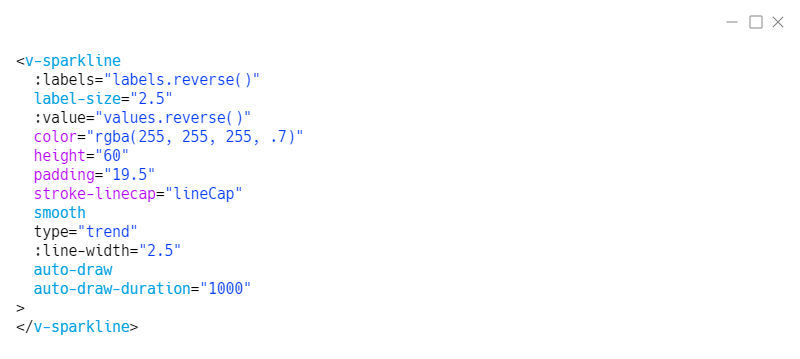 <v-sparkline
  :labels="labels.reverse()"
  label-size="2.5"
  :value="values.reverse()"
  color="rgba(255, 255, 255, .7)"
  height="60"
  padding="19.5"
  stroke-linecap="lineCap"
  smooth
  type="trend"
  :line-width="2.5"
  auto-draw
  auto-draw-duration="1000"
>
</v-sparkline>